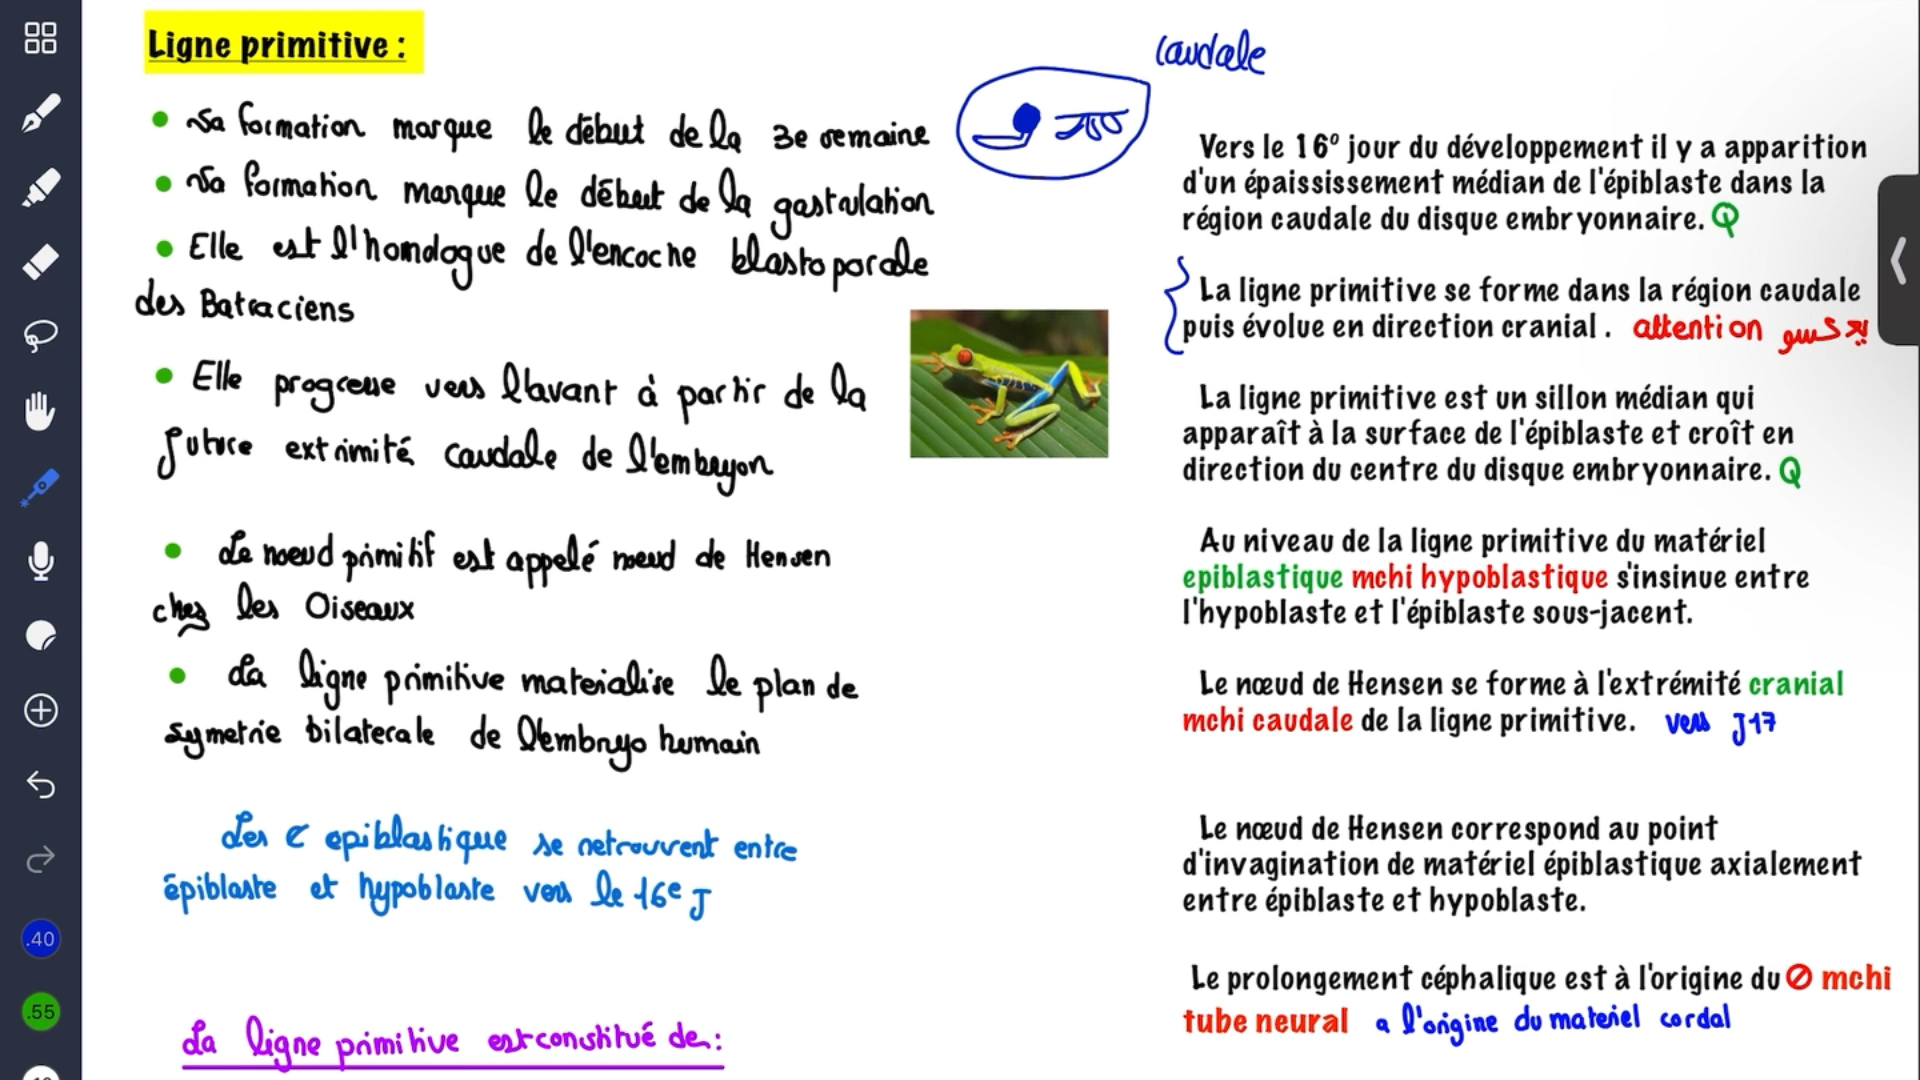 Ligne primitive :
caudale
Sa formation marque le début de la 3e semaine
Sa formation marque le début de la gastrulation
Elle est l'homologue de l'encoche blastoporale
des Batraciens
Elle progresse vers l'avant à partir de la
future extrimité caudale de l'embryon
Le noeud primitif est appelé noeud de Hensen
chez les Oiseaux
La ligne primitive materialise le plan de
symetrie bilaterale de l'embryo humain
Les C epiblastique se retrouvent entre
épiblaste et hypoblaste vers le 16e J
La ligne primitive est constitué de :
Vers le 16° jour du développement il y a apparition
d'un épaississement médian de l'épiblaste dans la
région caudale du disque embryonnaire. Q
La ligne primitive se forme dans la région caudale
puis évolue en direction cranial . attention
La ligne primitive est un sillon médian qui
apparaît à la surface de l'épiblaste et croît en
direction du centre du disque embryonnaire. Q
Au niveau de la ligne primitive du matériel
epiblastique mchi hypoblastique s'insinue entre
l'hypoblaste et l'épiblaste sous-jacent.
Le nœud de Hensen se forme à l'extrémité cranial
mchi caudale de la ligne primitive. vers J17
Le nœud de Hensen correspond au point
d'invagination de matériel épiblastique axialement
entre épiblaste et hypoblaste.
Le prolongement céphalique est à l'origine du mchi
tube neural a l'origine du materiel cordal
.40
.55